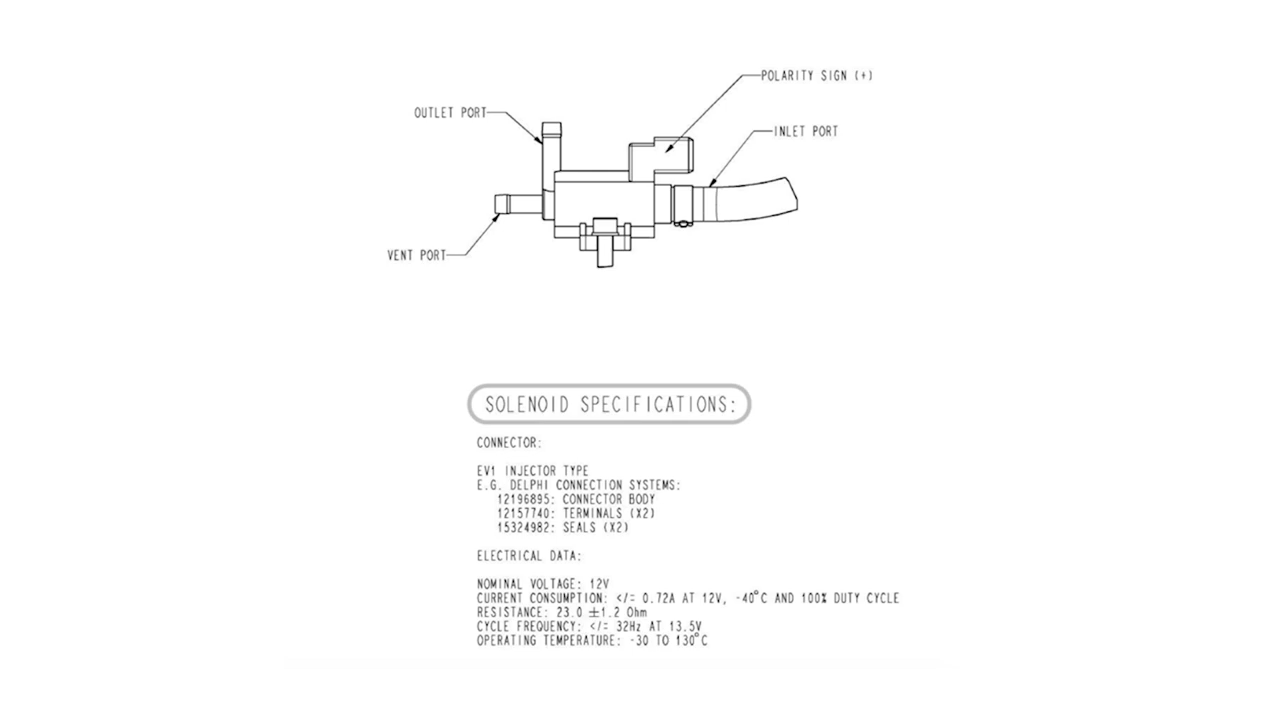 POLARITY SIGN (+)
OUTLET PORT
INLET PORT
VENT PORT
SOLENOID SPECIFICATIONS:
CONNECTOR:
EV1 INJECTOR TYPE
E.G. DELPHI CONNECTION SYSTEMS:
12196895: CONNECTOR BODY
12157740: TERMINALS (X2)
15324982: SEALS (X2)
ELECTRICAL DATA:
NOMINAL VOLTAGE: 12V
CURRENT CONSUMPTION: </= 0.72A AT 12V, -40°C AND 100% DUTY CYCLE
RESISTANCE: 23.0 ±1.2 Ohm
CYCLE FREQUENCY: </= 32Hz AT 13.5V
OPERATING TEMPERATURE: -30 TO 130°C